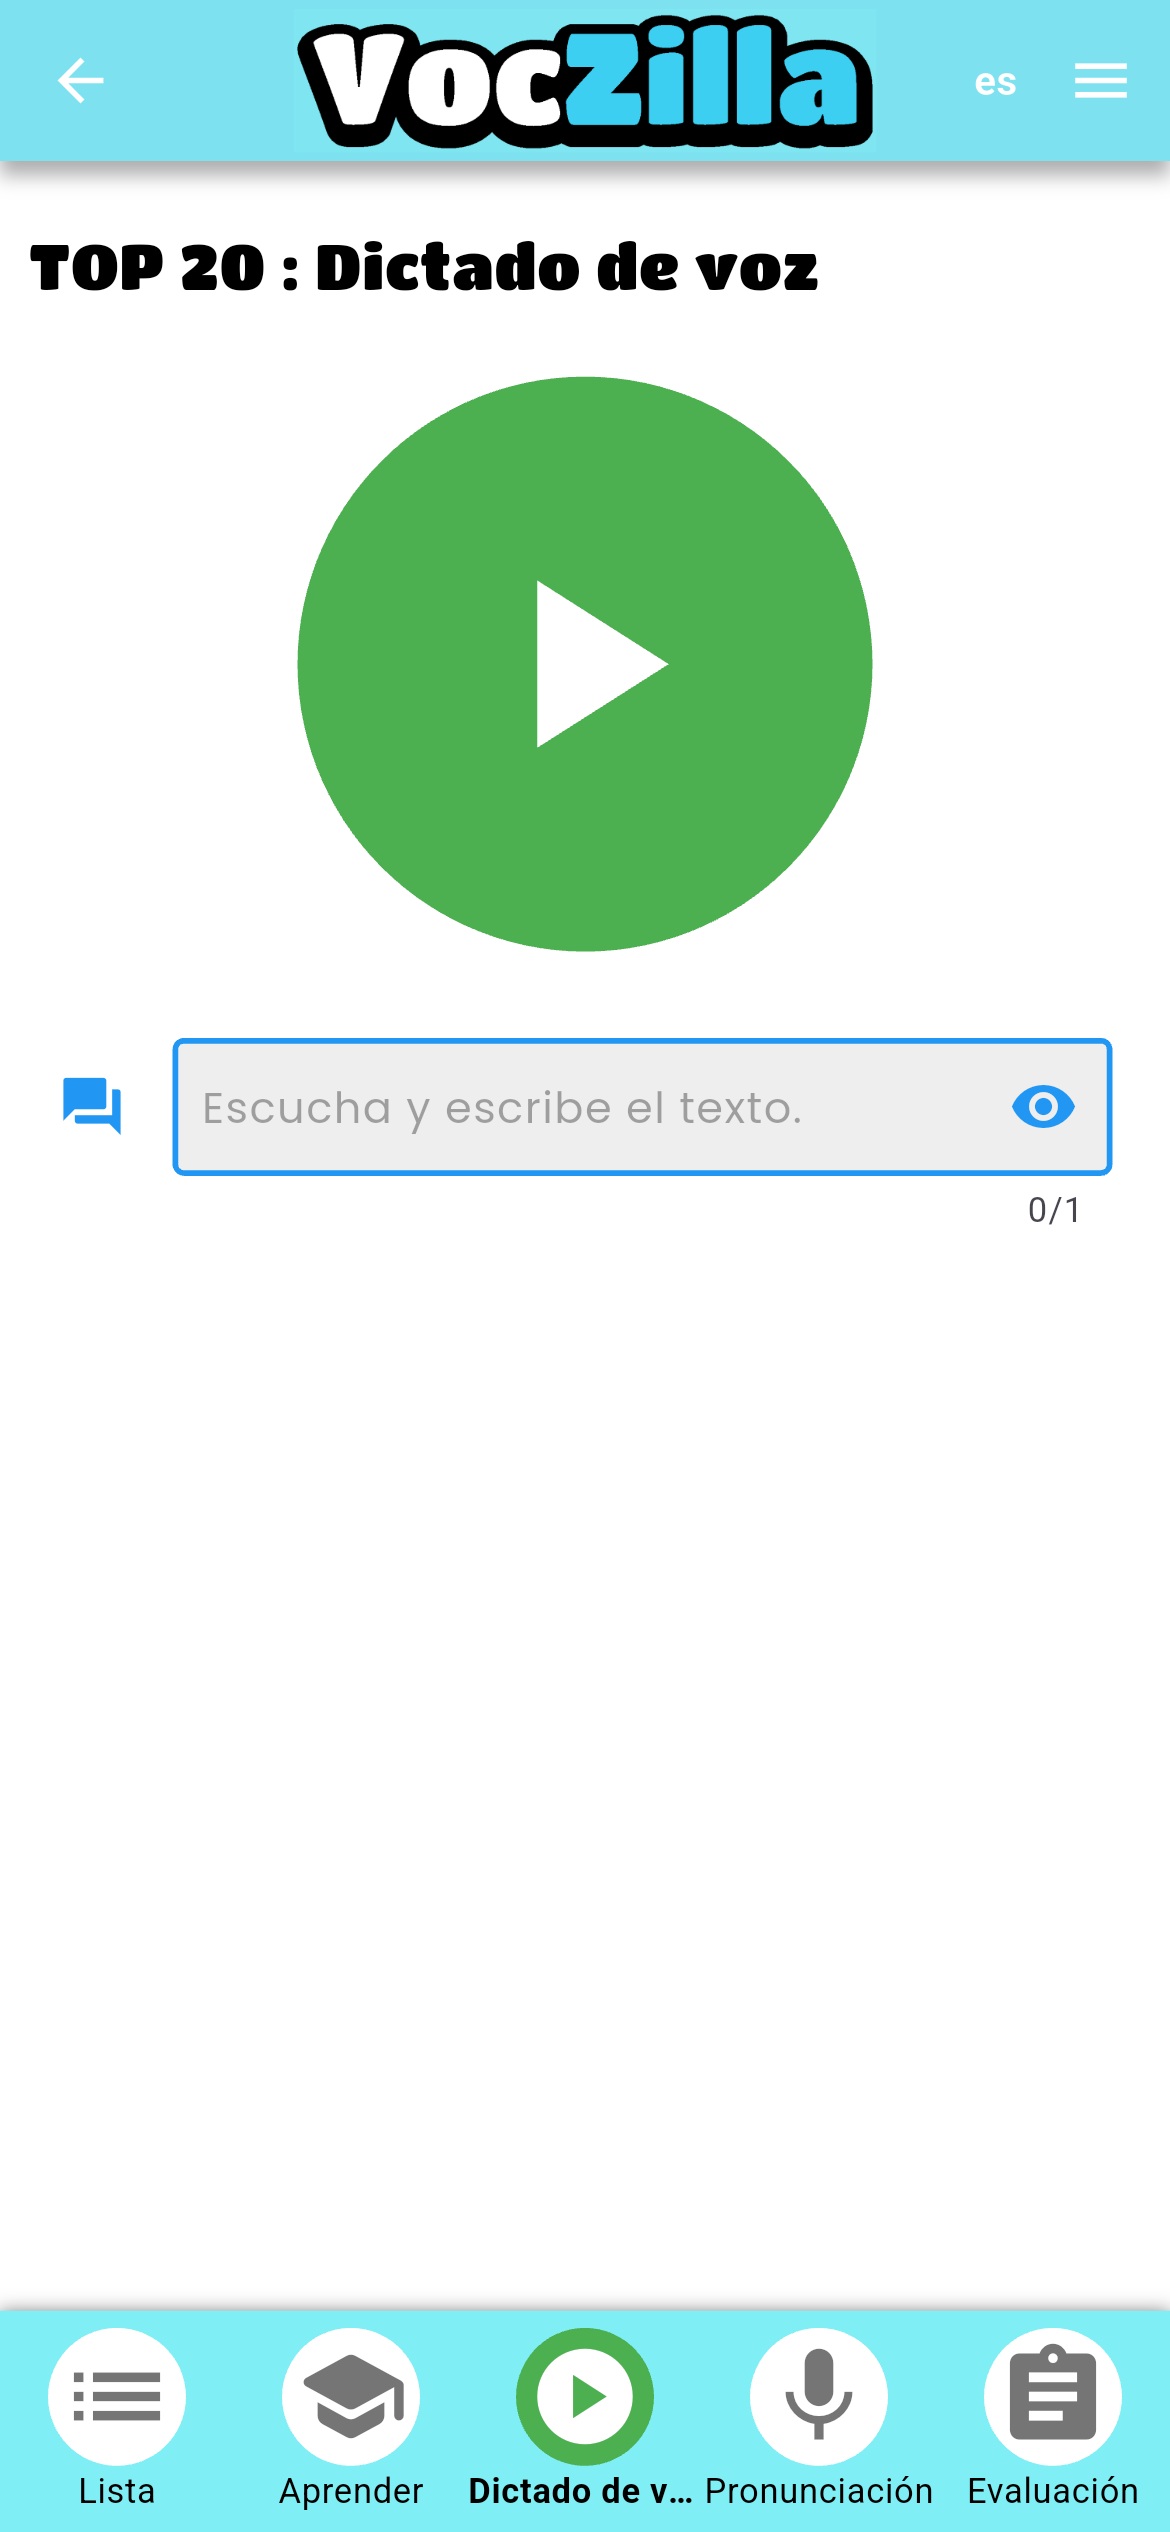 VocZilla
es
TOP 20 : Dictado de voz
Escucha y escribe el texto.
0/1
Lista
Aprender
Dictado de v...
Pronunciación
Evaluación